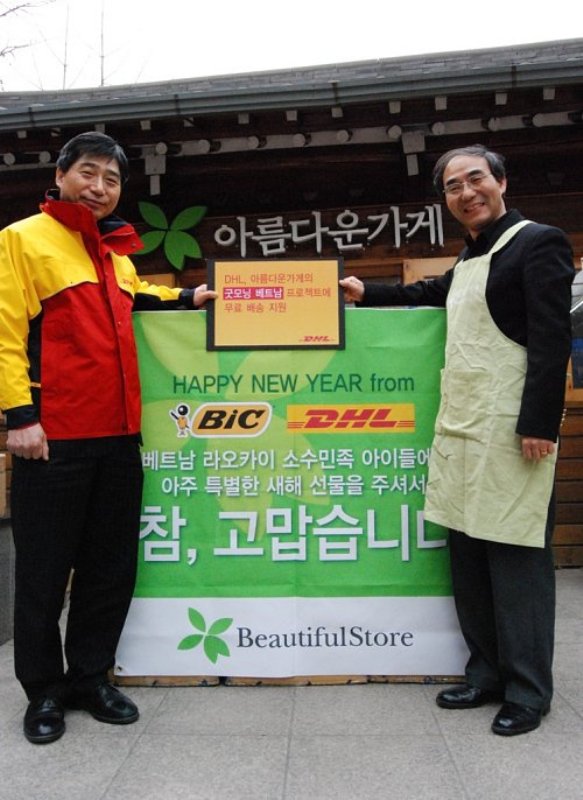 아름다운가게
DHL, 아름다운가게의
굿모닝 베트남 프로젝트에
무료 배송 지원
DHL
HAPPY NEW YEAR from
BIC DHL
베트남 라오카이 소수민족 아이들에
아주 특별한 새해 선물을 주셔서
참, 고맙습니다
BeautifulStore